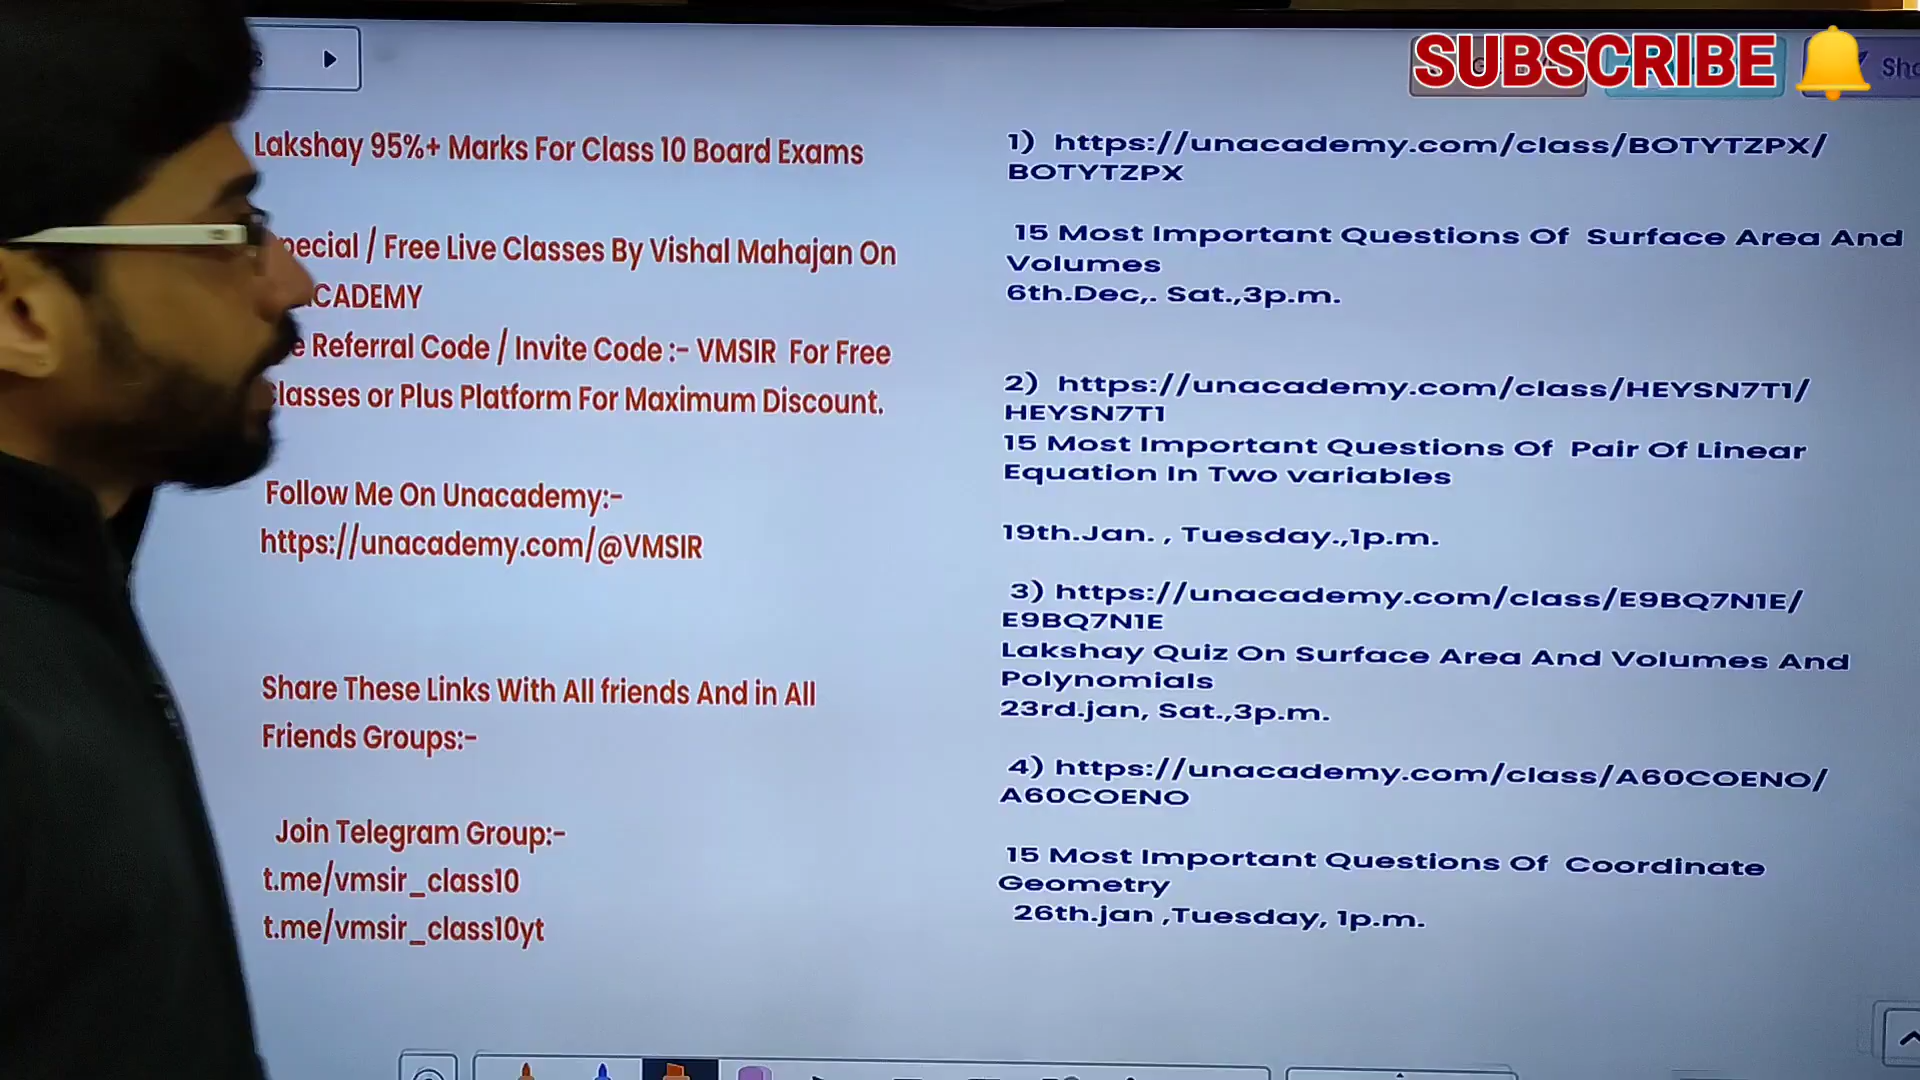 SUBSCRIBE
Sha
Lakshay 95%+ Marks For Class 10 Board Exams
pecial / Free Live Classes By Vishal Mahajan On
CADEMY
e Referral Code / Invite Code :- VMSIR For Free
lasses or Plus Platform For Maximum Discount.
Follow Me On Unacademy:-
https://unacademy.com/@VMSIR
Share These Links With All friends And in All
Friends Groups:-
Join Telegram Group:-
t.me/vmsir_class10
t.me/vmsir_class10yt
1) https://unacademy.com/class/BOTYTZPX/
BOTYTZPX
15 Most Important Questions Of Surface Area And
Volumes
6th.Dec,. Sat.,3p.m.
2) https://unacademy.com/class/HEYSN7T1/
HEYSN7T1
15 Most Important Questions Of Pair Of Linear
Equation In Two variables
19th.Jan. , Tuesday.,1p.m.
3) https://unacademy.com/class/E9BQ7N1E/
E9BQ7N1E
Lakshay Quiz On Surface Area And Volumes And
Polynomials
23rd.jan, Sat.,3p.m.
4) https://unacademy.com/class/A60COENO/
A60COENO
15 Most Important Questions Of Coordinate
Geometry
26th.jan ,Tuesday, 1p.m.